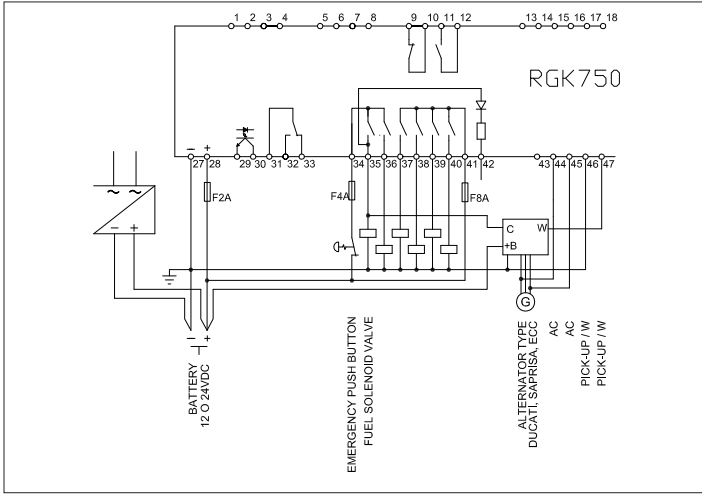 1 2 3 4 5 6 7 8 9 10 11 12 13 14 15 16 17 18
RGK750
– +
27 28 29 30 31 32 33 34 35 36 37 38 39 40 41 42 43 44 45 46 47
F2A
F4A
F8A
~ ~
– +
C W
+B
G
– +
BATTERY
12 O 24VDC
EMERGENCY PUSH BUTTON
FUEL SOLENOID VALVE
ALTERNATOR TYPE
DUCATI, SAPRISA, ECC
AC
AC
PICK-UP / W
PICK-UP / W